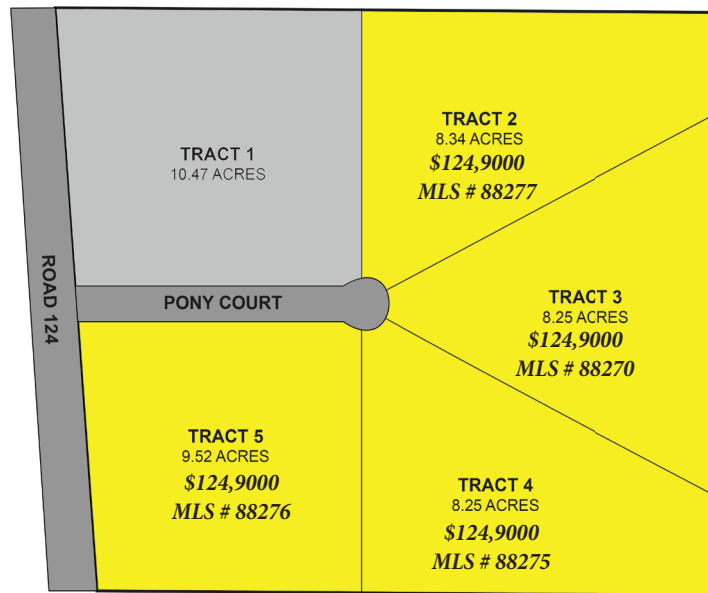 TRACT 1
10.47 ACRES
TRACT 2
8.34 ACRES
$124,9000
MLS # 88277
ROAD 124
PONY COURT
TRACT 3
8.25 ACRES
$124,9000
MLS # 88270
TRACT 5
9.52 ACRES
$124,9000
MLS # 88276
TRACT 4
8.25 ACRES
$124,9000
MLS # 88275